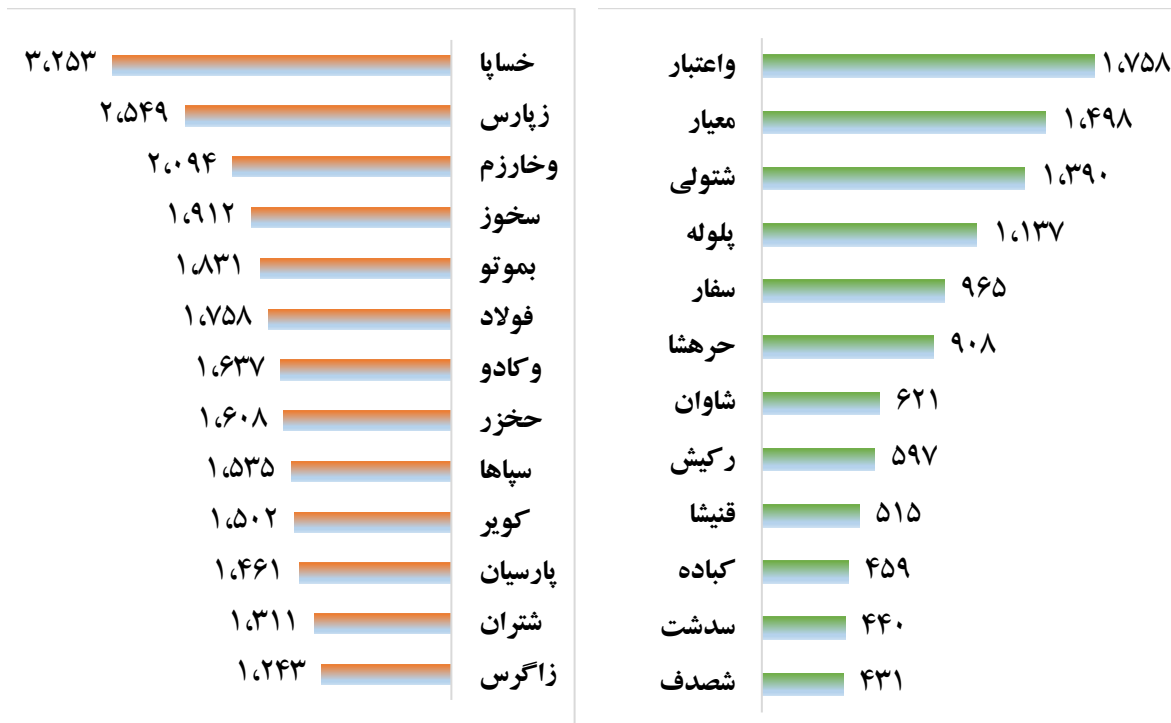 خساپا ۳،۲۵۳
زپارس ۲،۵۴۹
وخارزم ۲،۰۹۴
سخوز ۱،۹۱۲
بموتو ۱،۸۳۱
فولاد ۱،۷۵۸
وکادو ۱،۶۳۷
حخزر ۱،۶۰۸
سپاها ۱،۵۳۵
کویر ۱،۵۰۲
پارسیان ۱،۴۶۱
شتران ۱،۳۱۱
زاگرس ۱،۲۴۳
واعتبار ۱،۷۵۸
معیار ۱،۴۹۸
شتولی ۱،۳۹۰
پلوله ۱،۱۳۷
سفار ۹۶۵
حرهشا ۹۰۸
شاوان ۶۲۱
رکیش ۵۹۷
قنیشا ۵۱۵
کباده ۴۵۹
سدشت ۴۴۰
شصدف ۴۳۱